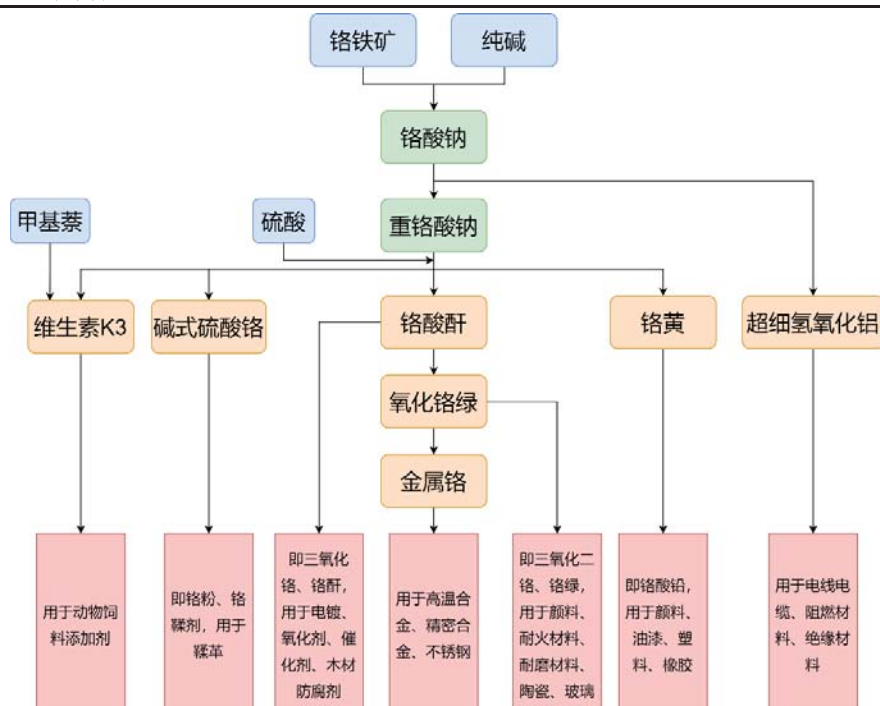 铬铁矿
纯碱
铬酸钠
甲基萘
硫酸
重铬酸钠
维生素K3
碱式硫酸铬
铬酸酐
铬黄
超细氢氧化铝
氧化铬绿
金属铬
用于动物饲
料添加剂
即铬粉、铬
鞣剂，用于
鞣革
即三氧化
铬、铬酐，
用于电镀、
氧化剂、催
化剂、木材
防腐剂
用于高温合
金、精密合
金、不锈钢
即三氧化二
铬、铬绿，
用于颜料、
耐火材料、
耐磨材料、
陶瓷、玻璃
即铬酸铅，
用于颜料、
油漆、塑
料、橡胶
用于电线电
缆、阻燃材
料、绝缘材
料